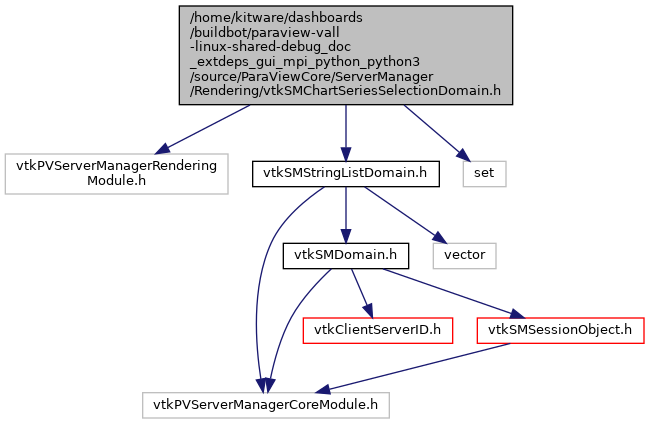 /home/kitware/dashboards
/buildbot/paraview-vall
-linux-shared-debug_doc
_extdeps_gui_mpi_python_python3
/source/ParaViewCore/ServerManager
/Rendering/vtkSMChartSeriesSelectionDomain.h
vtkPVServerManagerRendering
Module.h
vtkSMStringListDomain.h
set
vtkSMDomain.h
vector
vtkClientServerID.h
vtkSMSessionObject.h
vtkPVServerManagerCoreModule.h